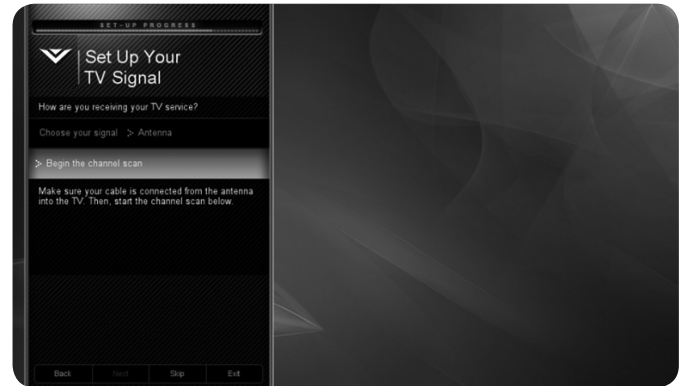 SET-UP PROGRESS
Set Up Your
TV Signal
How are you receiving your TV service?
Choose your signal > Antenna
> Begin the channel scan
Make sure your cable is connected from the antenna
into the TV. Then, start the channel scan below.
Back Next Skip Exit